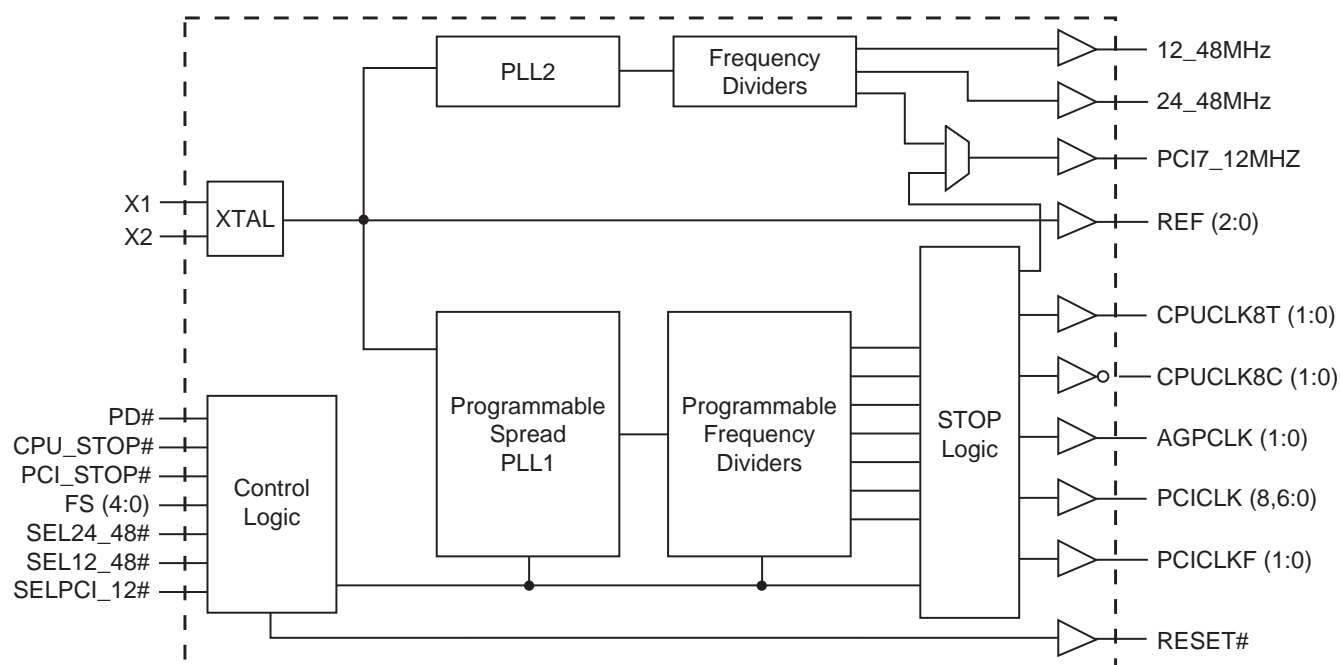 PLL2
Frequency
Dividers
12_48MHz
24_48MHz
PCI7_12MHZ
X1
X2
XTAL
REF (2:0)
CPUCLK8T (1:0)
CPUCLK8C (1:0)
AGPCLK (1:0)
PCICLK (8,6:0)
PCICLKF (1:0)
RESET#
Programmable
Spread
PLL1
Programmable
Frequency
Dividers
STOP
Logic
PD#
CPU_STOP#
PCI_STOP#
FS (4:0)
SEL24_48#
SEL12_48#
SELPCI_12#
Control
Logic